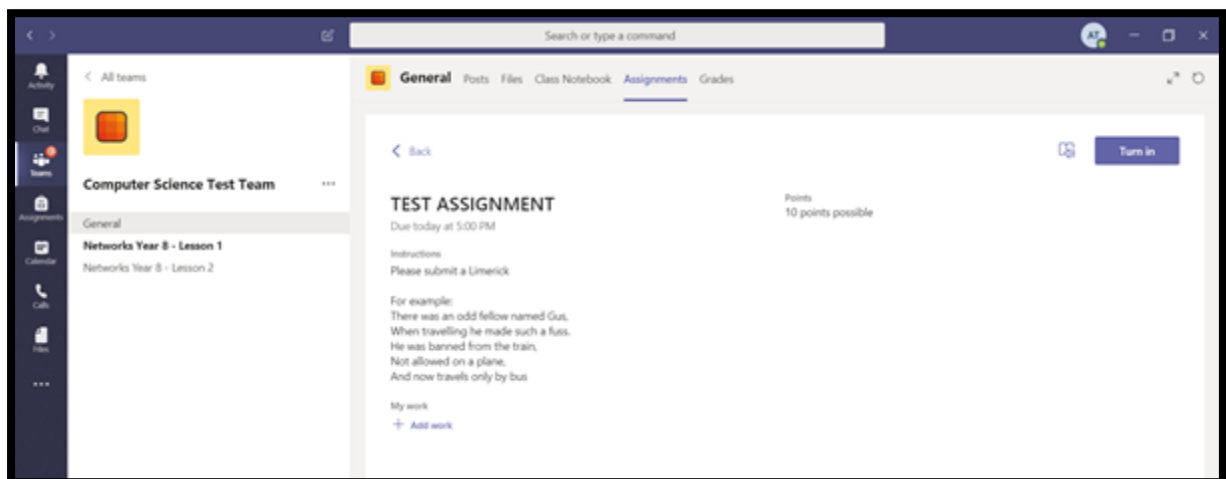 Search or type a command
AT
Activity
Chat
Teams
Assignments
Calendar
Calls
Files
All teams
Computer Science Test Team
General
Networks Year 8 - Lesson 1
Networks Year 8 - Lesson 2
General Posts Files Class Notebook Assignments Grades
Back
Turn in
TEST ASSIGNMENT
Due today at 5:00 PM
Points
10 points possible
Instructions
Please submit a Limerick
For example:
There was an odd fellow named Gus,
When travelling he made such a fuss.
He was banned from the train,
Not allowed on a plane,
And now travels only by bus
My work
+ Add work